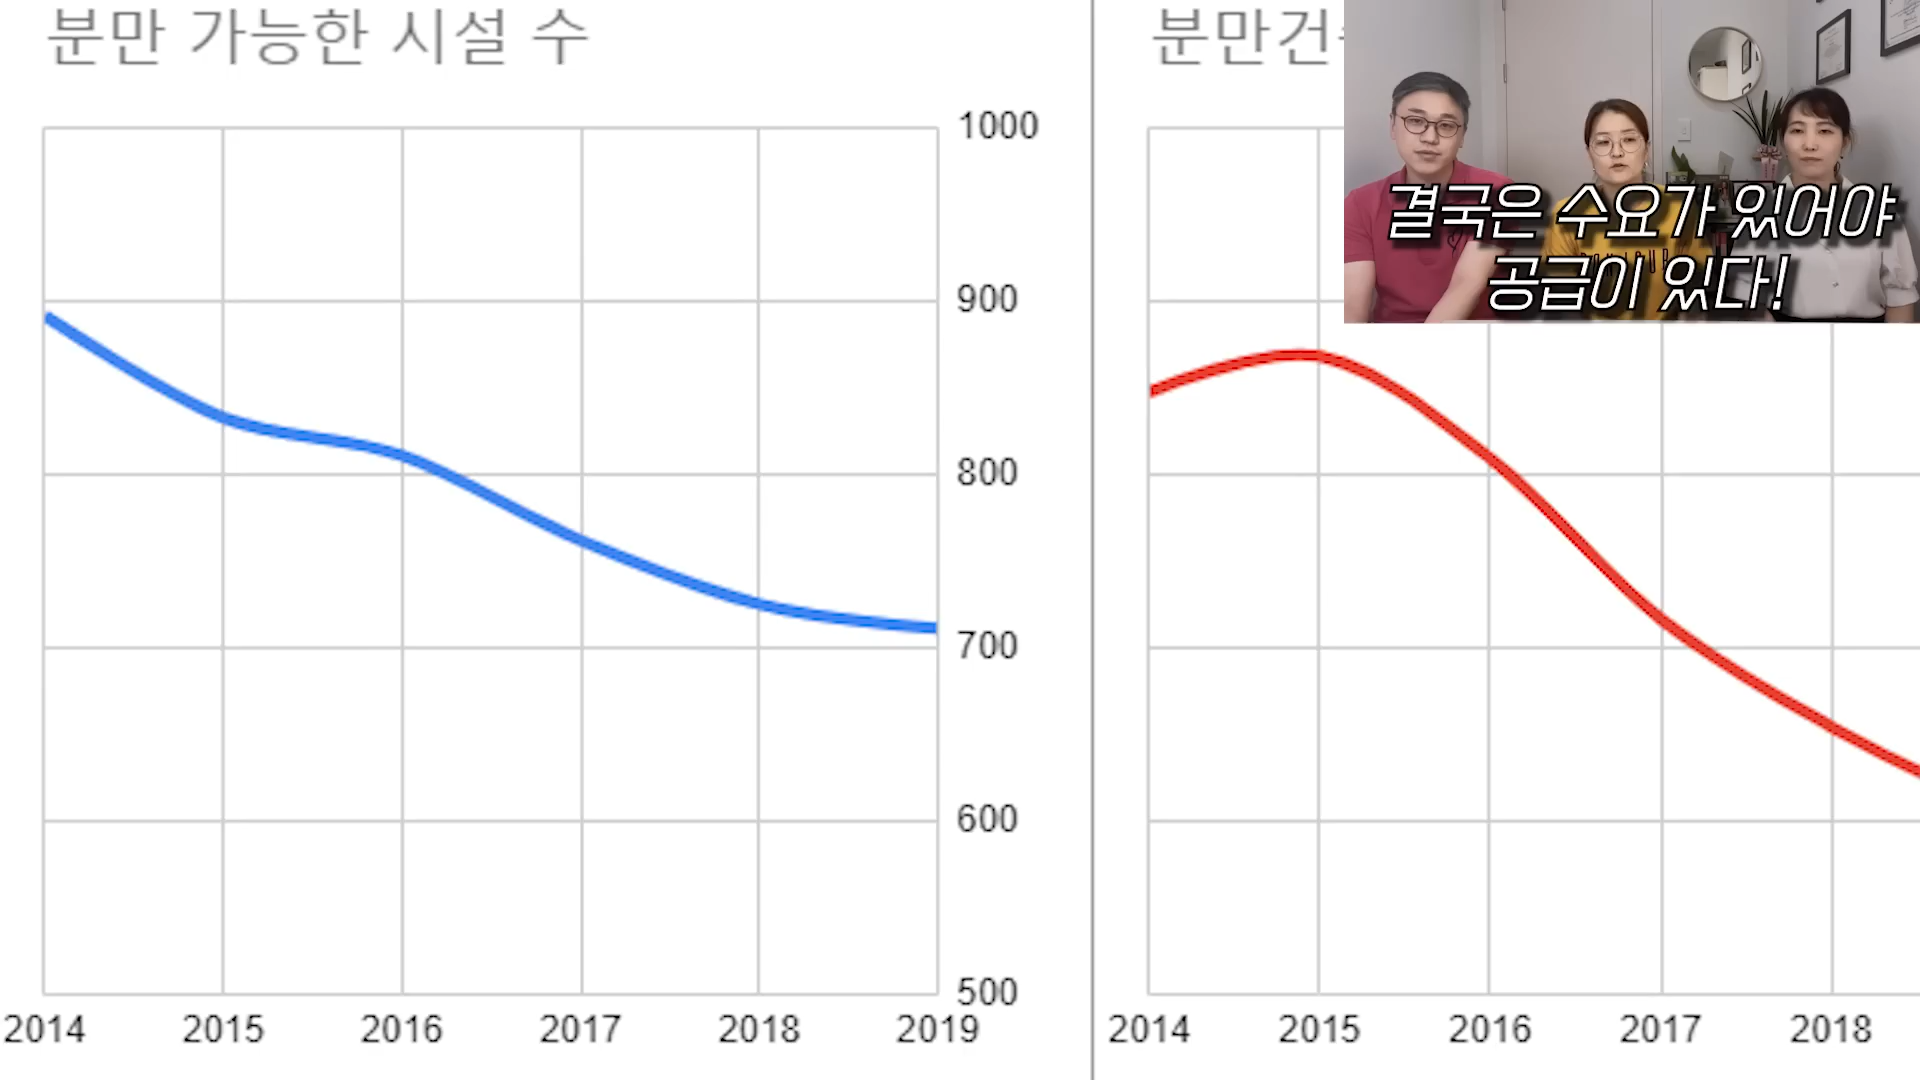 분만 가능한 시설 수
1000
900
800
700
600
500
2014 2015 2016 2017 2018 2019
분만건
2014 2015 2016 2017 2018
결국은 수요가 있어야
공급이 있다!